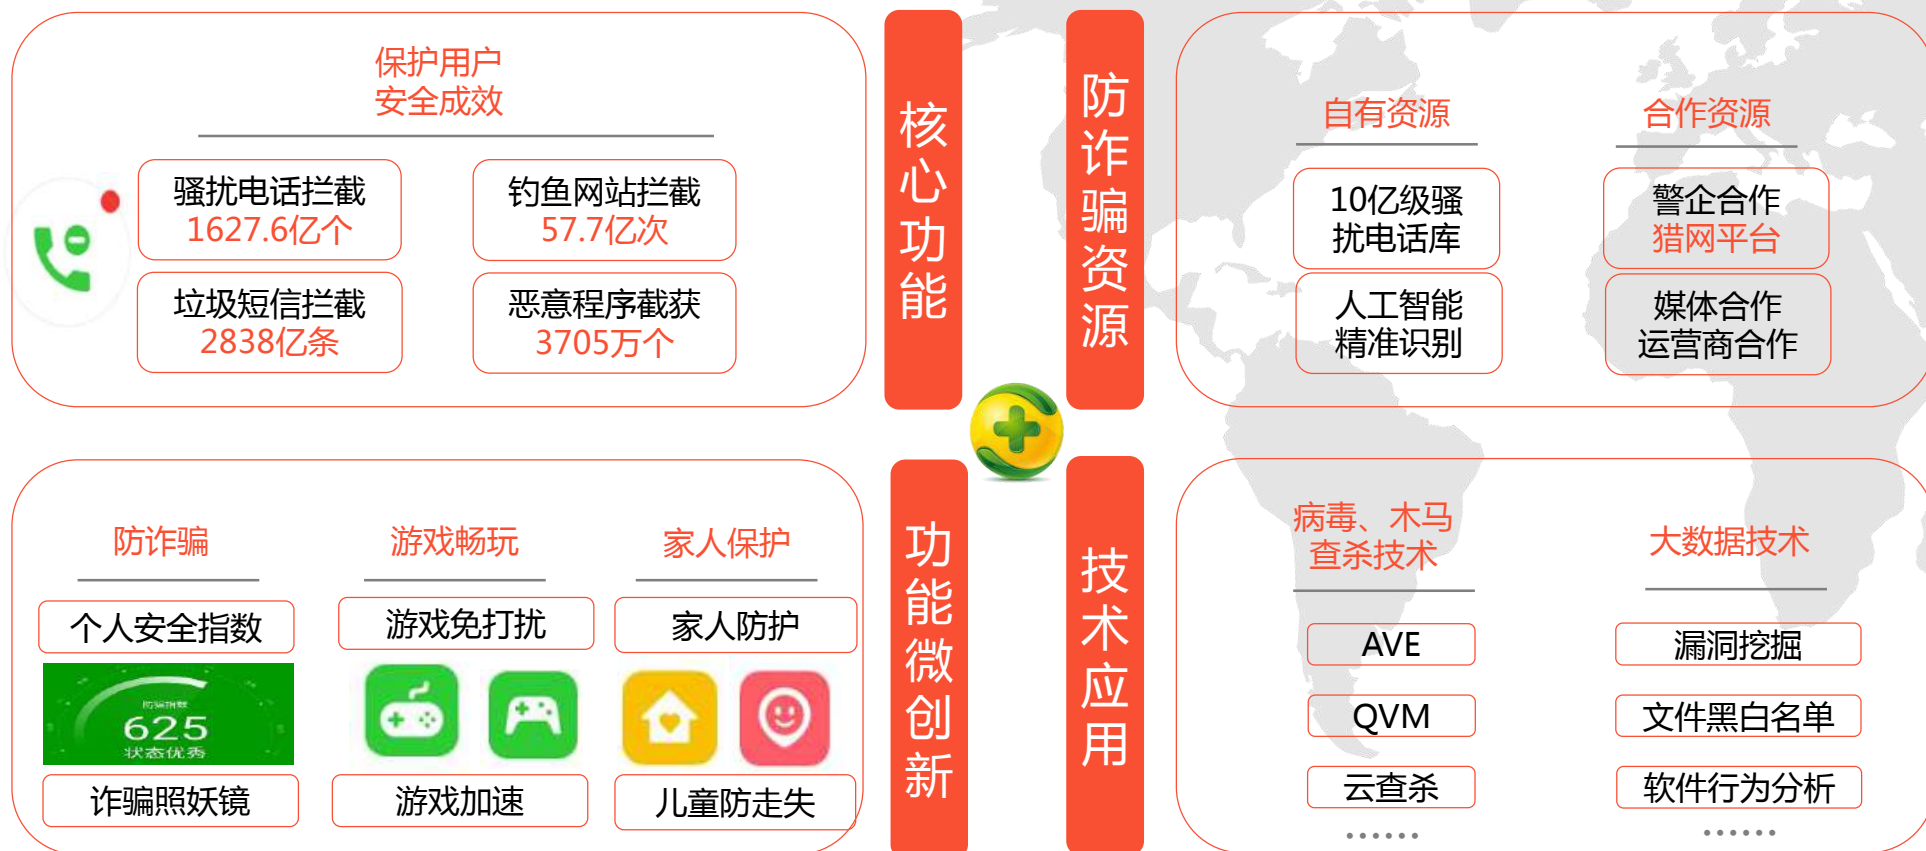 保护用户
安全成效
骚扰电话拦截
1627.6亿个
钓鱼网站拦截
57.7亿次
垃圾短信拦截
2838亿条
恶意程序截获
3705万个
核心功能
防诈骗资源
自有资源
合作资源
10亿级骚
扰电话库
警企合作
猎网平台
人工智能
精准识别
媒体合作
运营商合作
防诈骗
游戏畅玩
家人保护
个人安全指数
游戏免打扰
家人防护
防骗指数
625
状态优秀
诈骗照妖镜
游戏加速
儿童防走失
功能微创新
技术应用
病毒、木马
查杀技术
大数据技术
AVE
漏洞挖掘
QVM
文件黑白名单
云查杀
软件行为分析
……
……